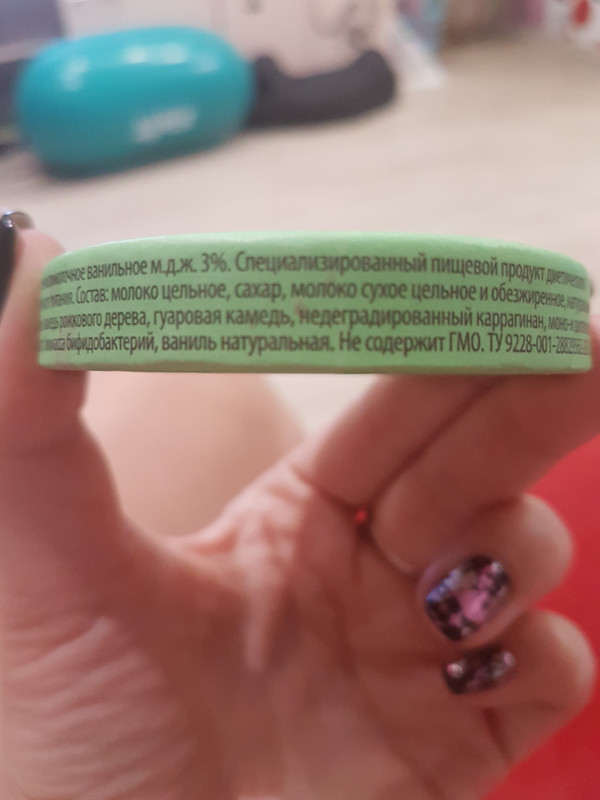 ванильное м.д.ж. 3%. Специализированный пищевой продукт
Состав: молоко цельное, сахар, молоко сухое цельное и обезжиренное,
рожкового дерева, гуаровая камедь, недеградированный каррагинан, моно-и
бифидобактерий, ваниль натуральная. Не содержит ГМО. ТУ 9228-001-